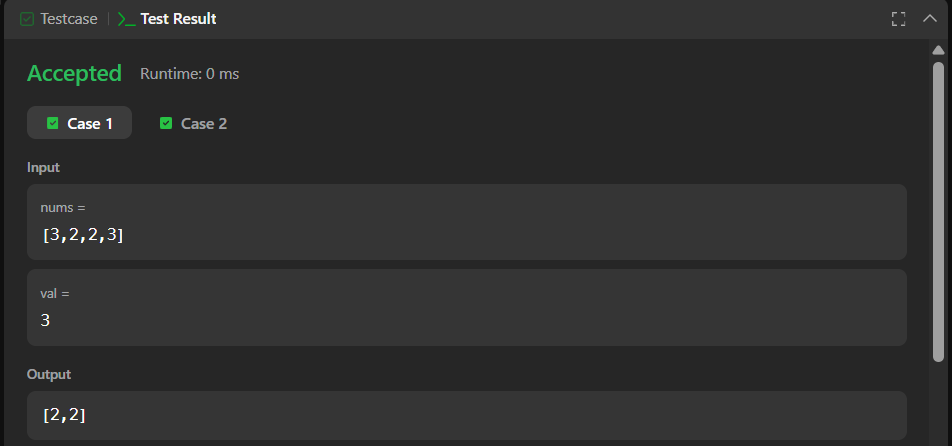 Testcase | >_ Test Result
Accepted Runtime: 0 ms
Case 1 Case 2
Input
nums =
[3,2,2,3]
val =
3
Output
[2,2]